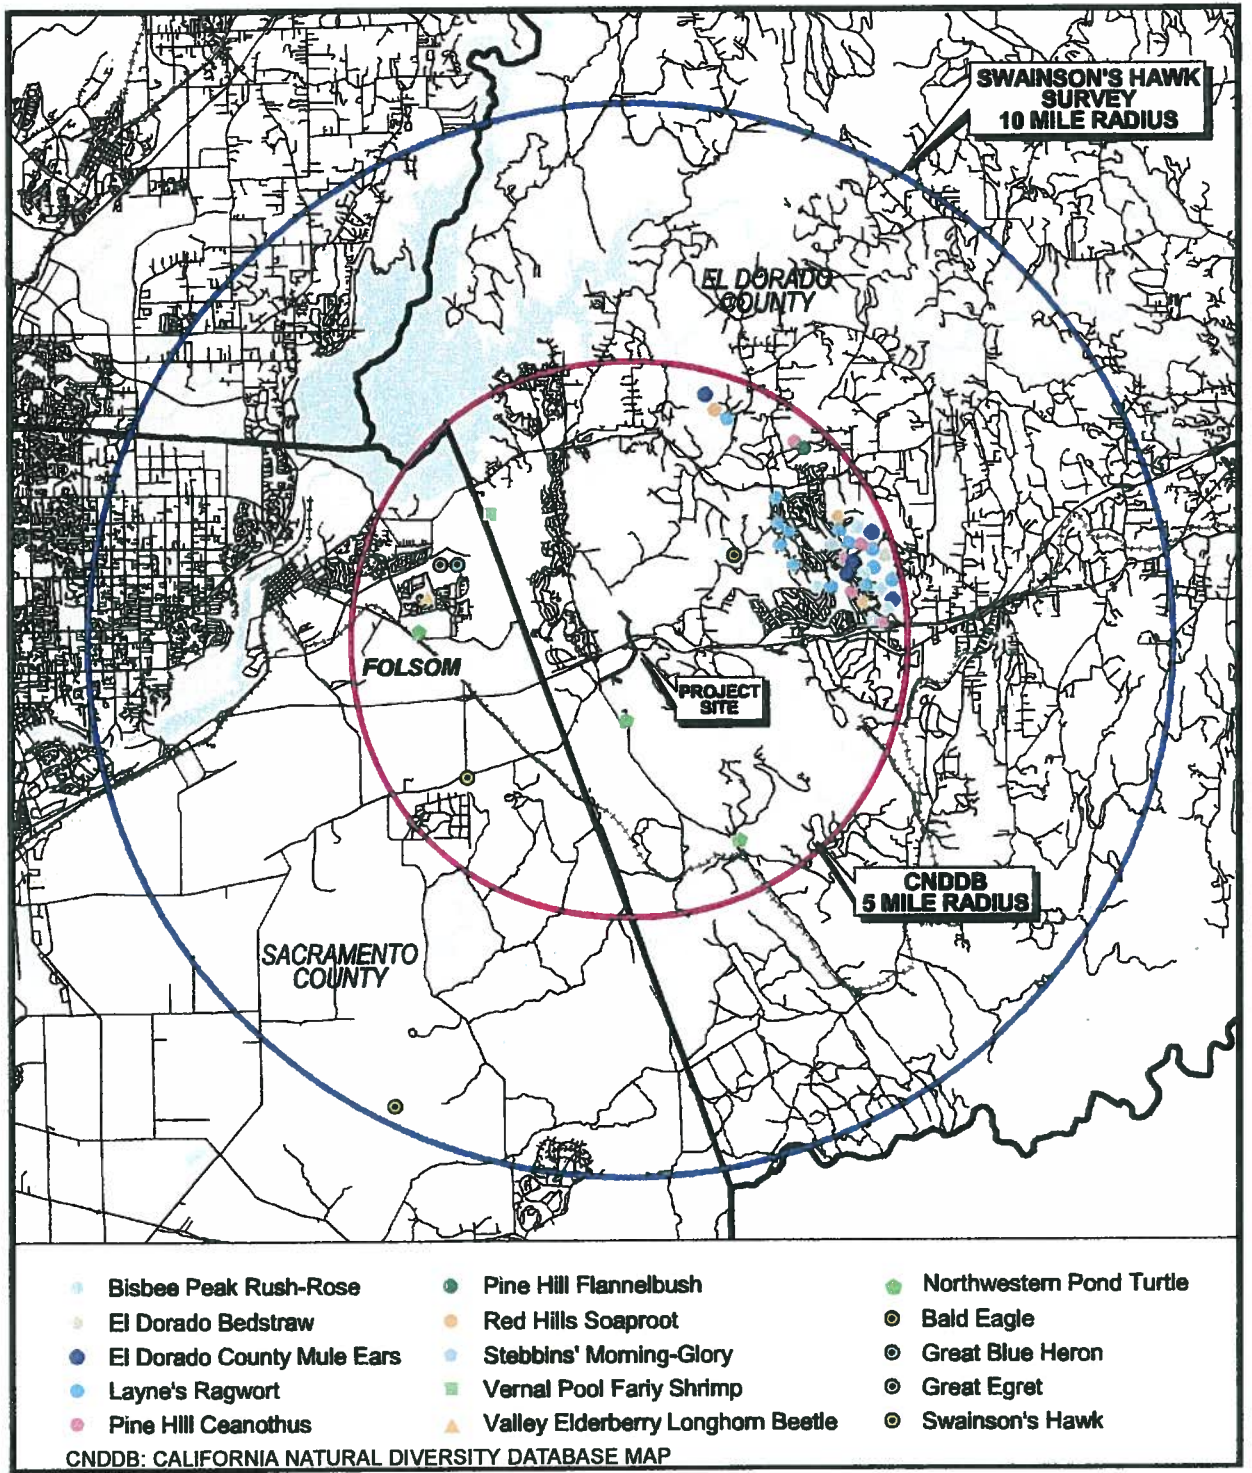 SWAINSON'S HAWK
SURVEY
10 MILE RADIUS
EL DORADO
COUNTY
FOLSOM
PROJECT
SITE
CNDDB
5 MILE RADIUS
SACRAMENTO
COUNTY
Bisbee Peak Rush-Rose
El Dorado Bedstraw
El Dorado County Mule Ears
Layne's Ragwort
Pine Hill Ceanothus
Pine Hill Flannelbush
Red Hills Soaproot
Stebbins' Morning-Glory
Vernal Pool Fariy Shrimp
Valley Elderberry Longhorn Beetle
Northwestern Pond Turtle
Bald Eagle
Great Blue Heron
Great Egret
Swainson's Hawk
CNDDB: CALIFORNIA NATURAL DIVERSITY DATABASE MAP